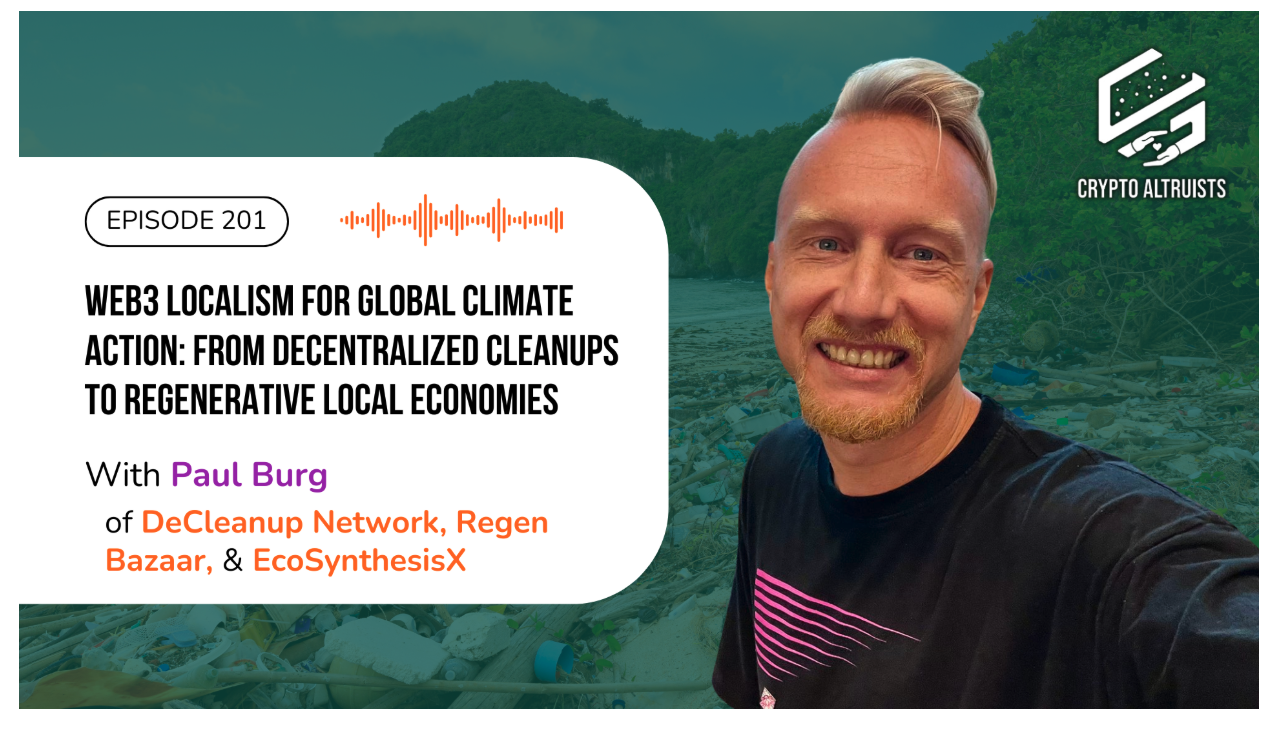 EPISODE 201
WEB3 LOCALISM FOR GLOBAL CLIMATE
ACTION: FROM DECENTRALIZED CLEANUPS
TO REGENERATIVE LOCAL ECONOMIES
With Paul Burg
of DeCleanup Network, Regen
Bazaar, & EcoSynthesisX
CRYPTO ALTRUISTS